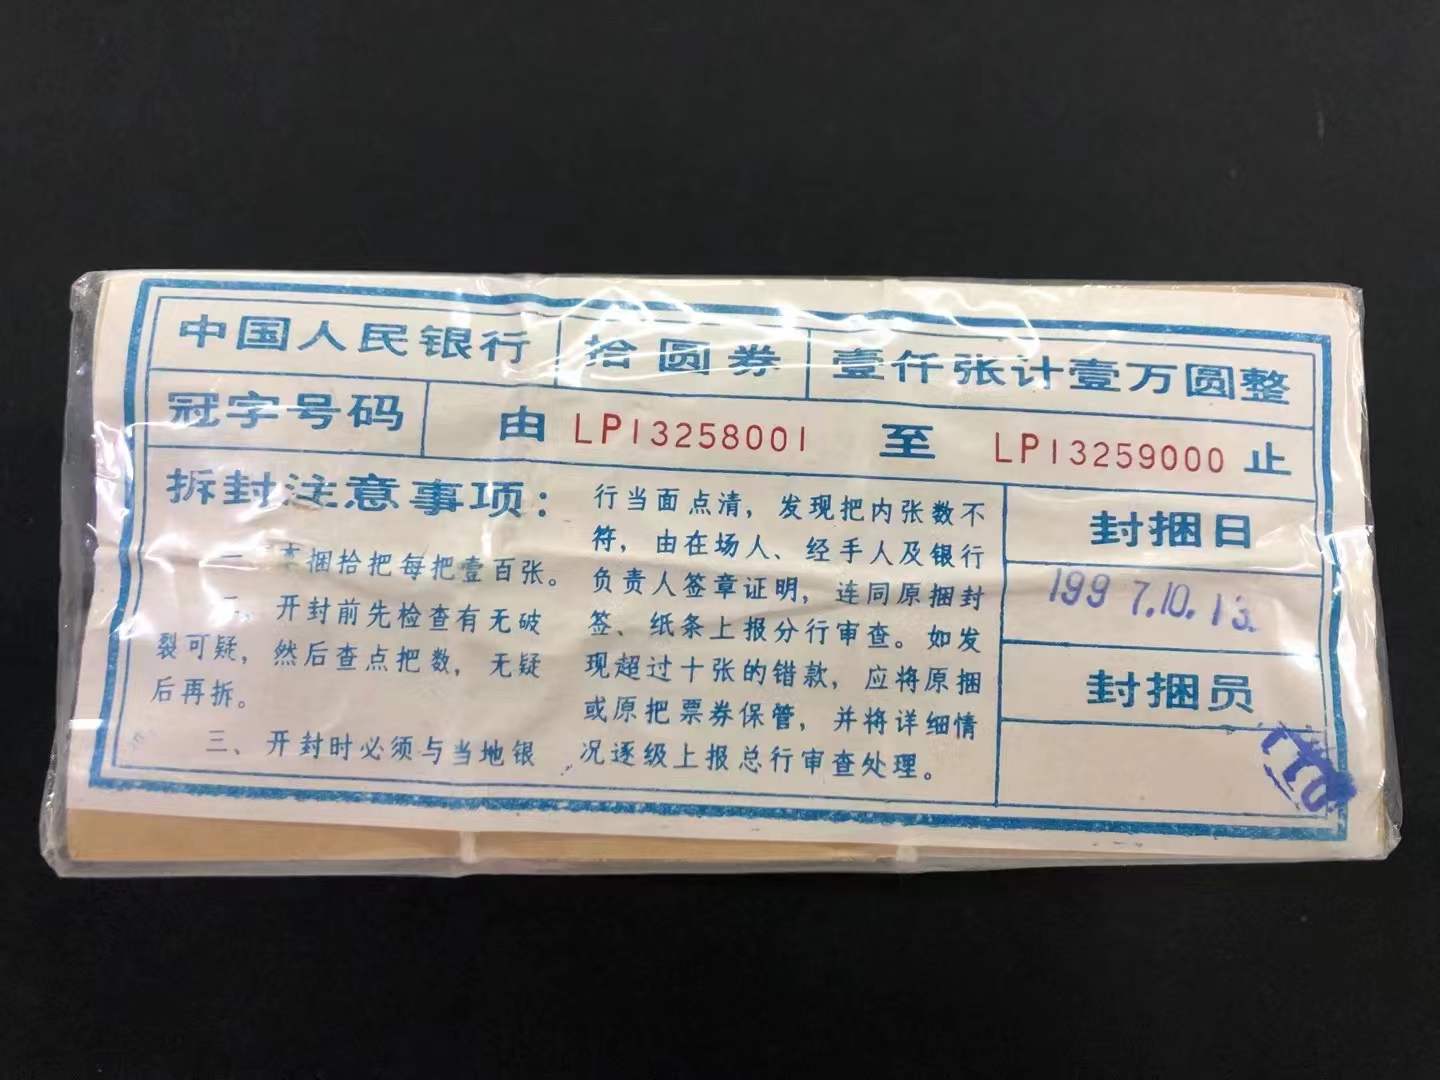 中国人民银行 拾圆券 壹仟张计壹万圆整
冠字号码 由 LP13258001 至 LP13259000 止
拆封注意事项：
一、本捆拾把每把壹百张。
二、开封前先检查有无破
裂可疑，然后查点把数，无疑
后再拆。
三、开封时必须与当地银
行当面点清，发现把内张数不
符，由在场人、经手人及银行
负责人签章证明，连同原捆封
签、纸条上报分行审查。如发
现超过十张的错款，应将原捆
或原把票券保管，并将详细情
况逐级上报总行审查处理。
封捆日
1997.10.13.
封捆员